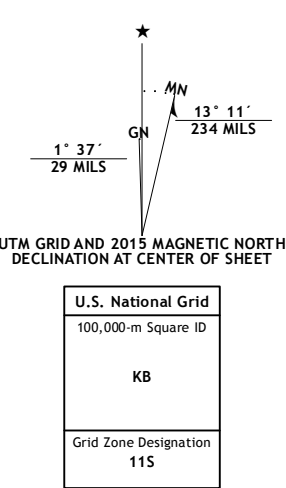 ★
MN
GN
13° 11´
234 MILS
1° 37´
29 MILS
UTM GRID AND 2015 MAGNETIC NORTH
DECLINATION AT CENTER OF SHEET
U.S. National Grid
100,000-m Square ID
KB
Grid Zone Designation
11S